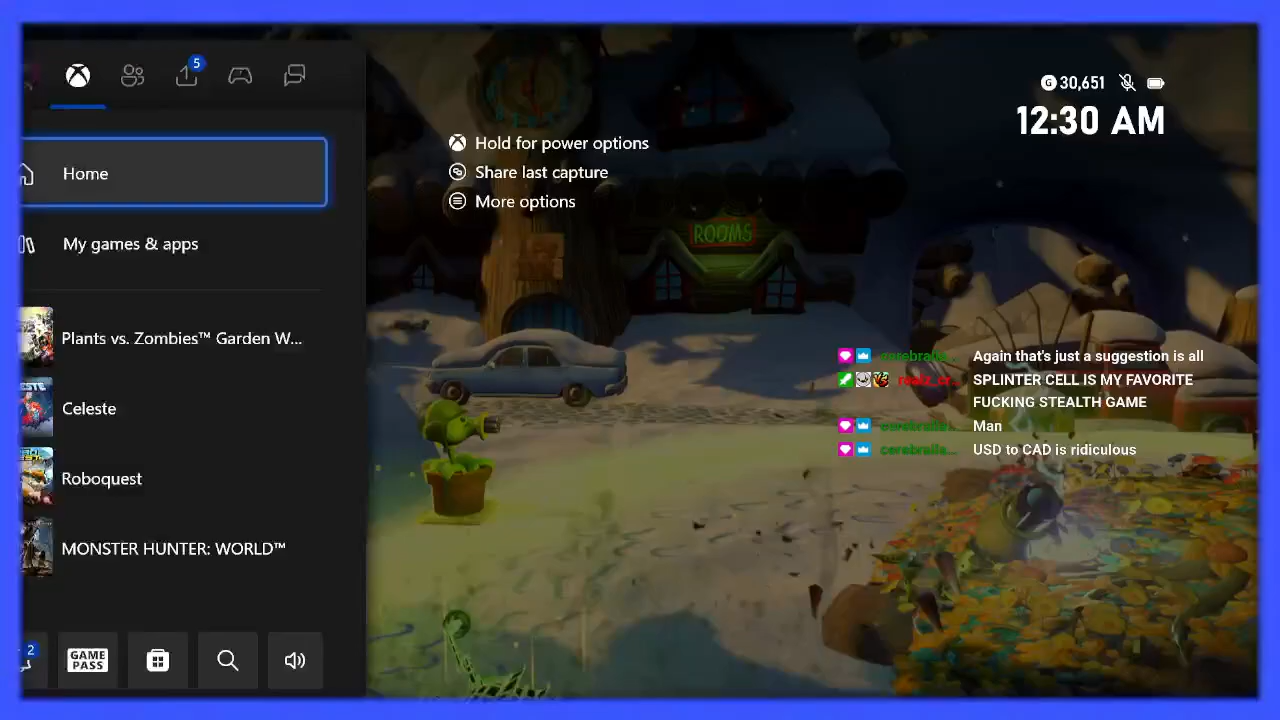 5
30,651
12:30 AM
Hold for power options
Share last capture
More options
Home
My games & apps
ROOMS
Plants vs. Zombies™ Garden W...
Celeste
Roboquest
MONSTER HUNTER: WORLD™
Again that's just a suggestion is all
SPLINTER CELL IS MY FAVORITE
FUCKING STEALTH GAME
Man
USD to CAD is ridiculous
2
GAME
PASS